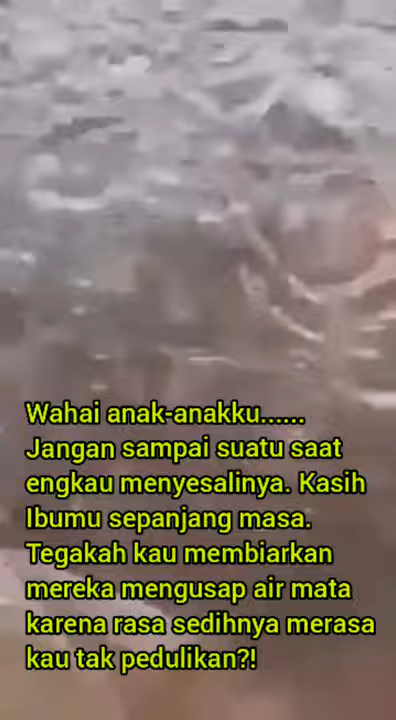 Wahai anak-anakku......
Jangan sampai suatu saat
engkau menyesalinya. Kasih
Ibumu sepanjang masa.
Tegakah kau membiarkan
mereka mengusap air mata
karena rasa sedihnya merasa
kau tak pedulikan?!